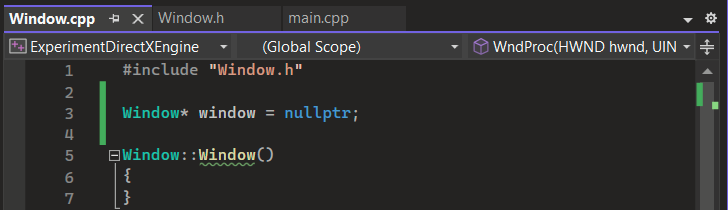 Window.cpp Window.h main.cpp
ExperimentDirectXEngine (Global Scope) WndProc(HWND hwnd, UIN
1 #include "Window.h"
2
3 Window* window = nullptr;
4
5 Window::Window()
6 {
7 }